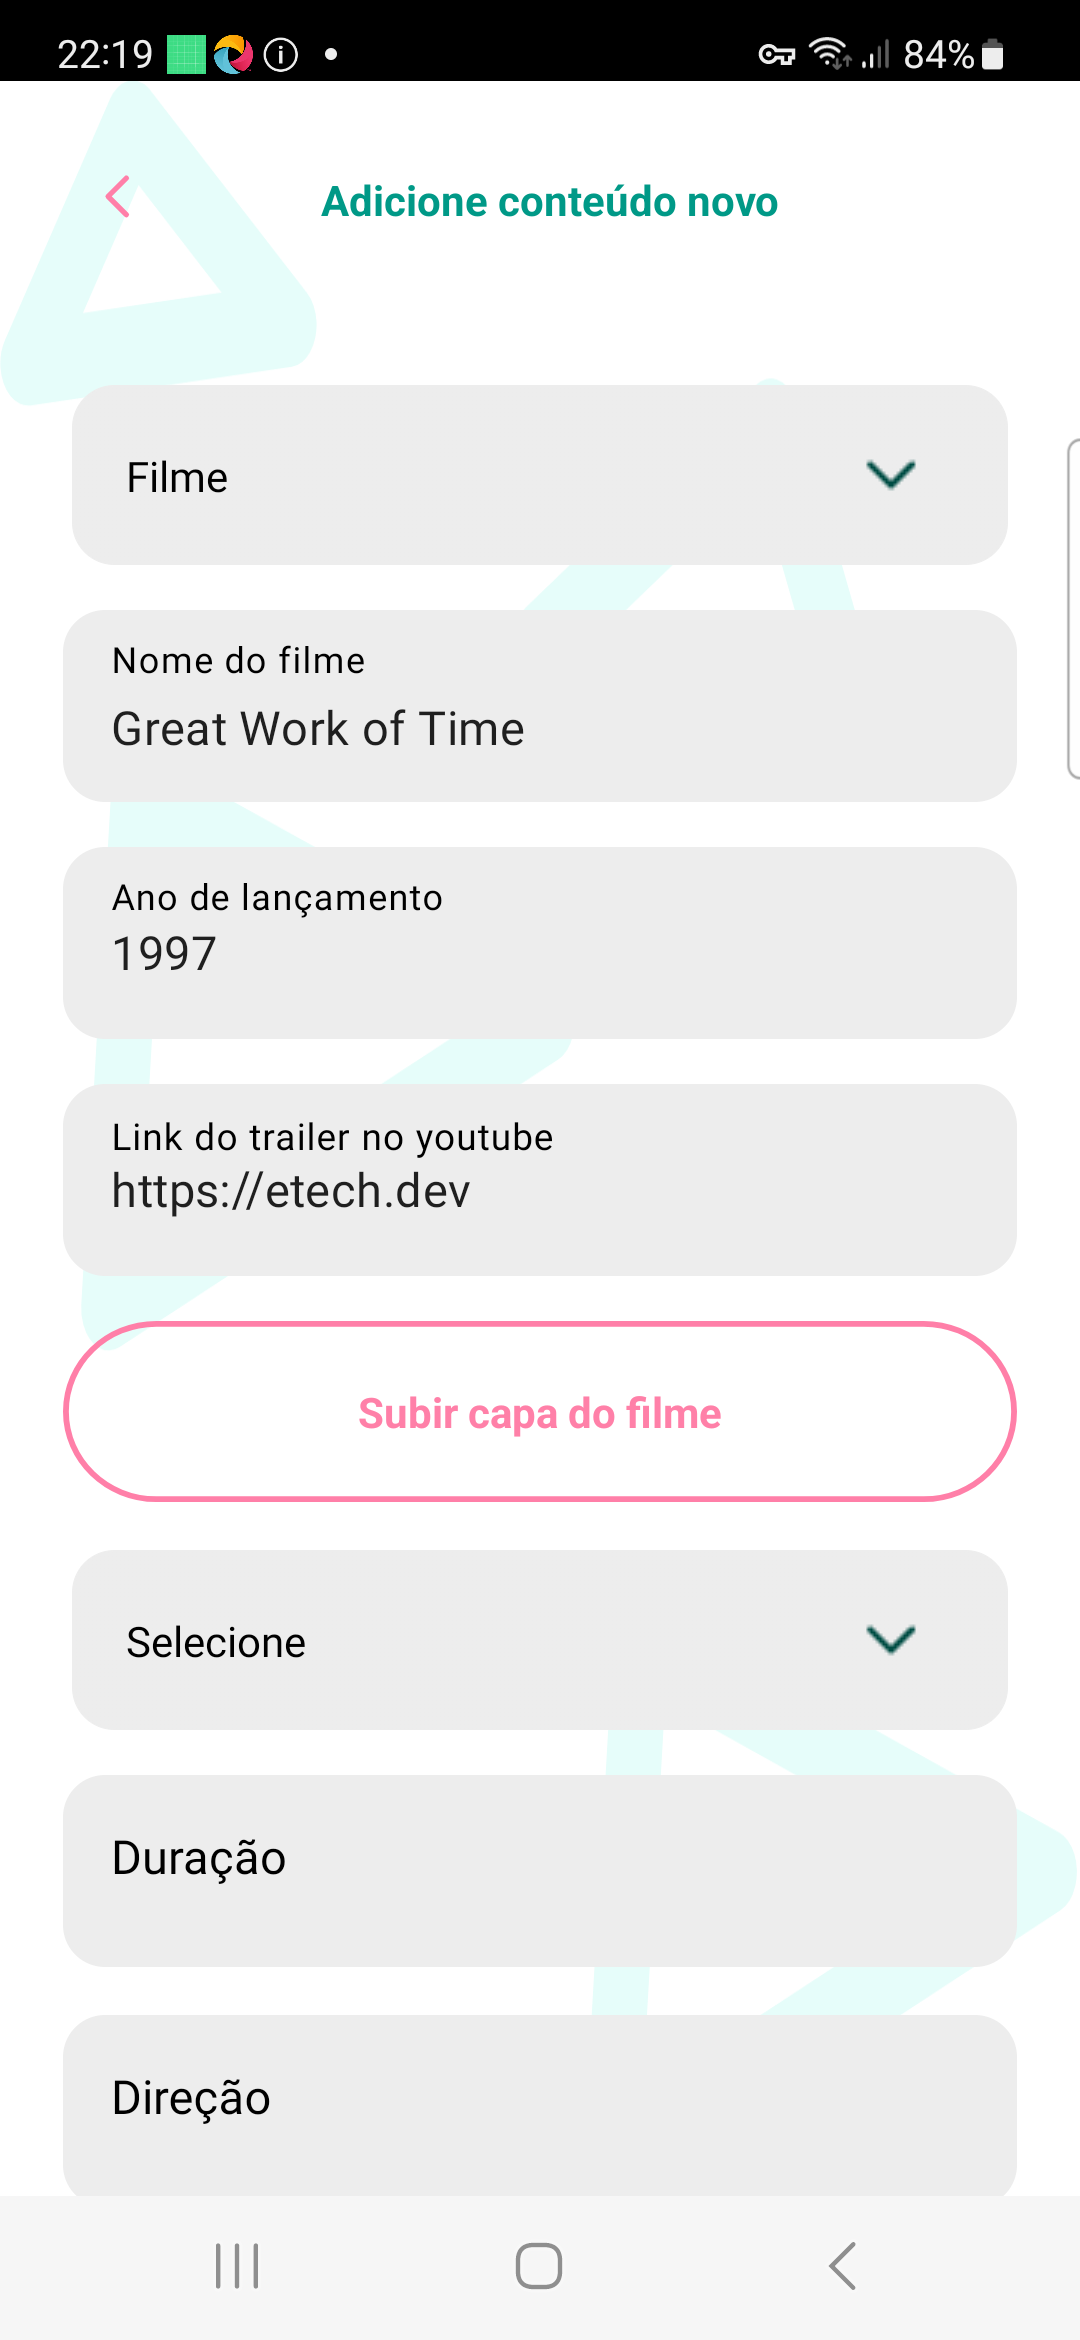 22:19
84%
Adicione conteúdo novo
Filme
Nome do filme
Great Work of Time
Ano de lançamento
1997
Link do trailer no youtube
https://etech.dev
Subir capa do filme
Selecione
Duração
Direção